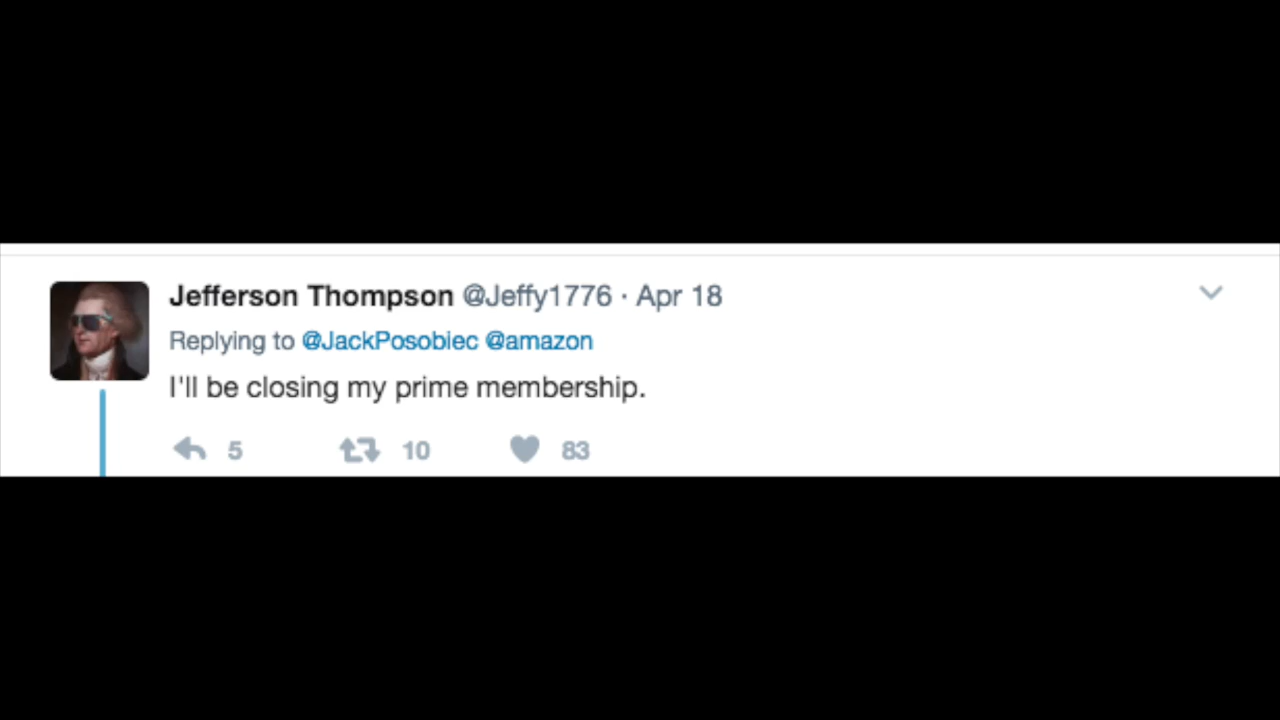 Jefferson Thompson @Jeffy1776 · Apr 18
Replying to @JackPosobiec @amazon
I'll be closing my prime membership.
5 10 83